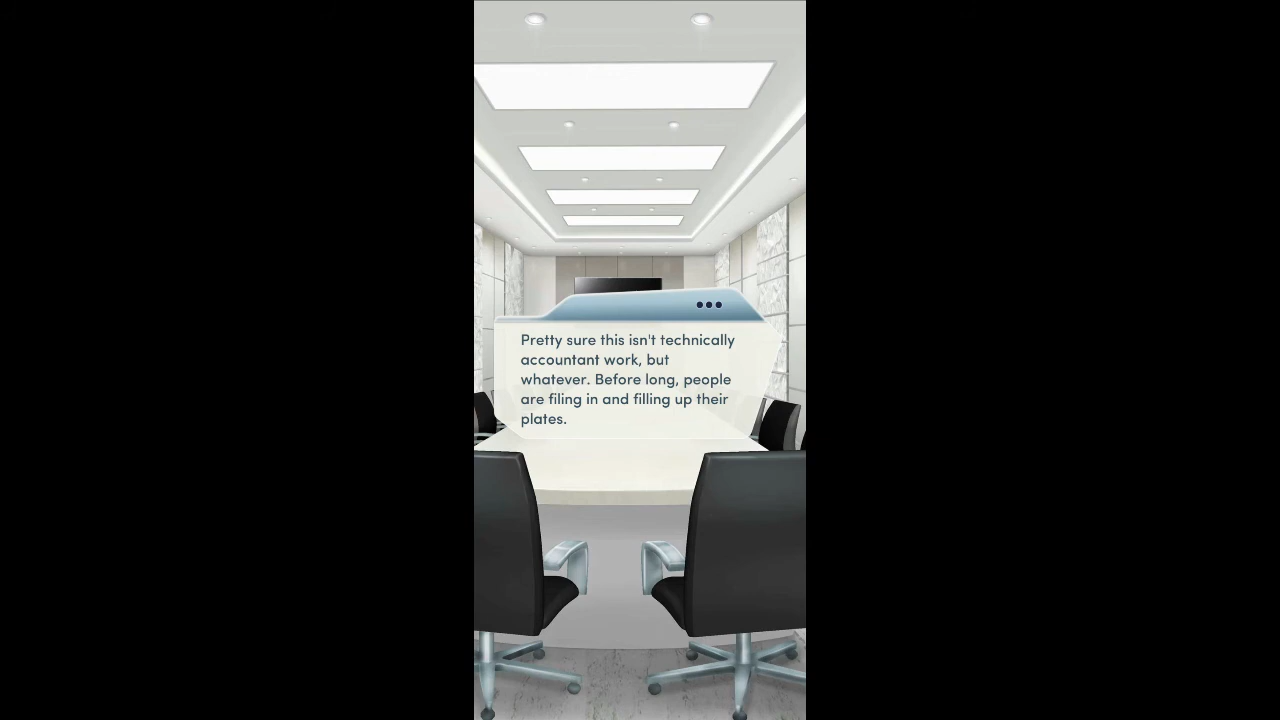 Pretty sure this isn't technically
accountant work, but
whatever. Before long, people
are filing in and filling up their
plates.